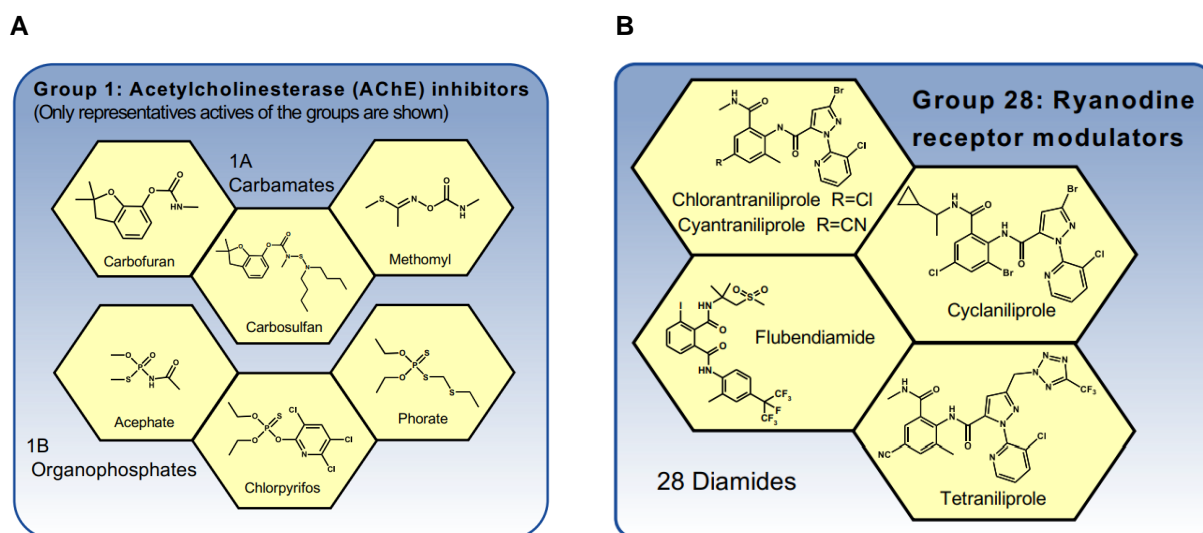 A
Group 1: Acetylcholinesterase (AChE) inhibitors
(Only representatives actives of the groups are shown)
1A
Carbamates
Carbofuran
Carbosulfan
Methomyl
Acephate
Chlorpyrifos
Phorate
1B
Organophosphates
B
Group 28: Ryanodine
receptor modulators
Chlorantraniliprole R=Cl
Cyantraniliprole R=CN
Cyclaniliprole
Flubendiamide
Tetraniliprole
28 Diamides